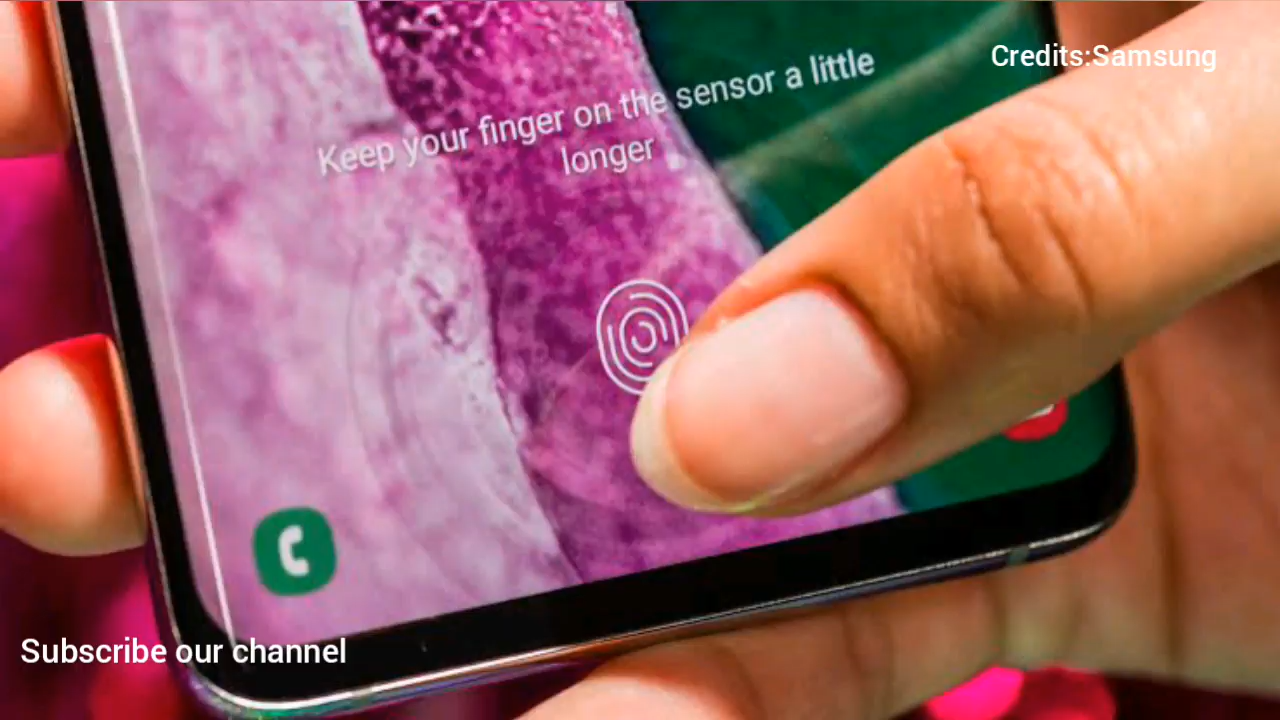 Credits:Samsung
Keep your finger on the sensor a little
longer
Subscribe our channel